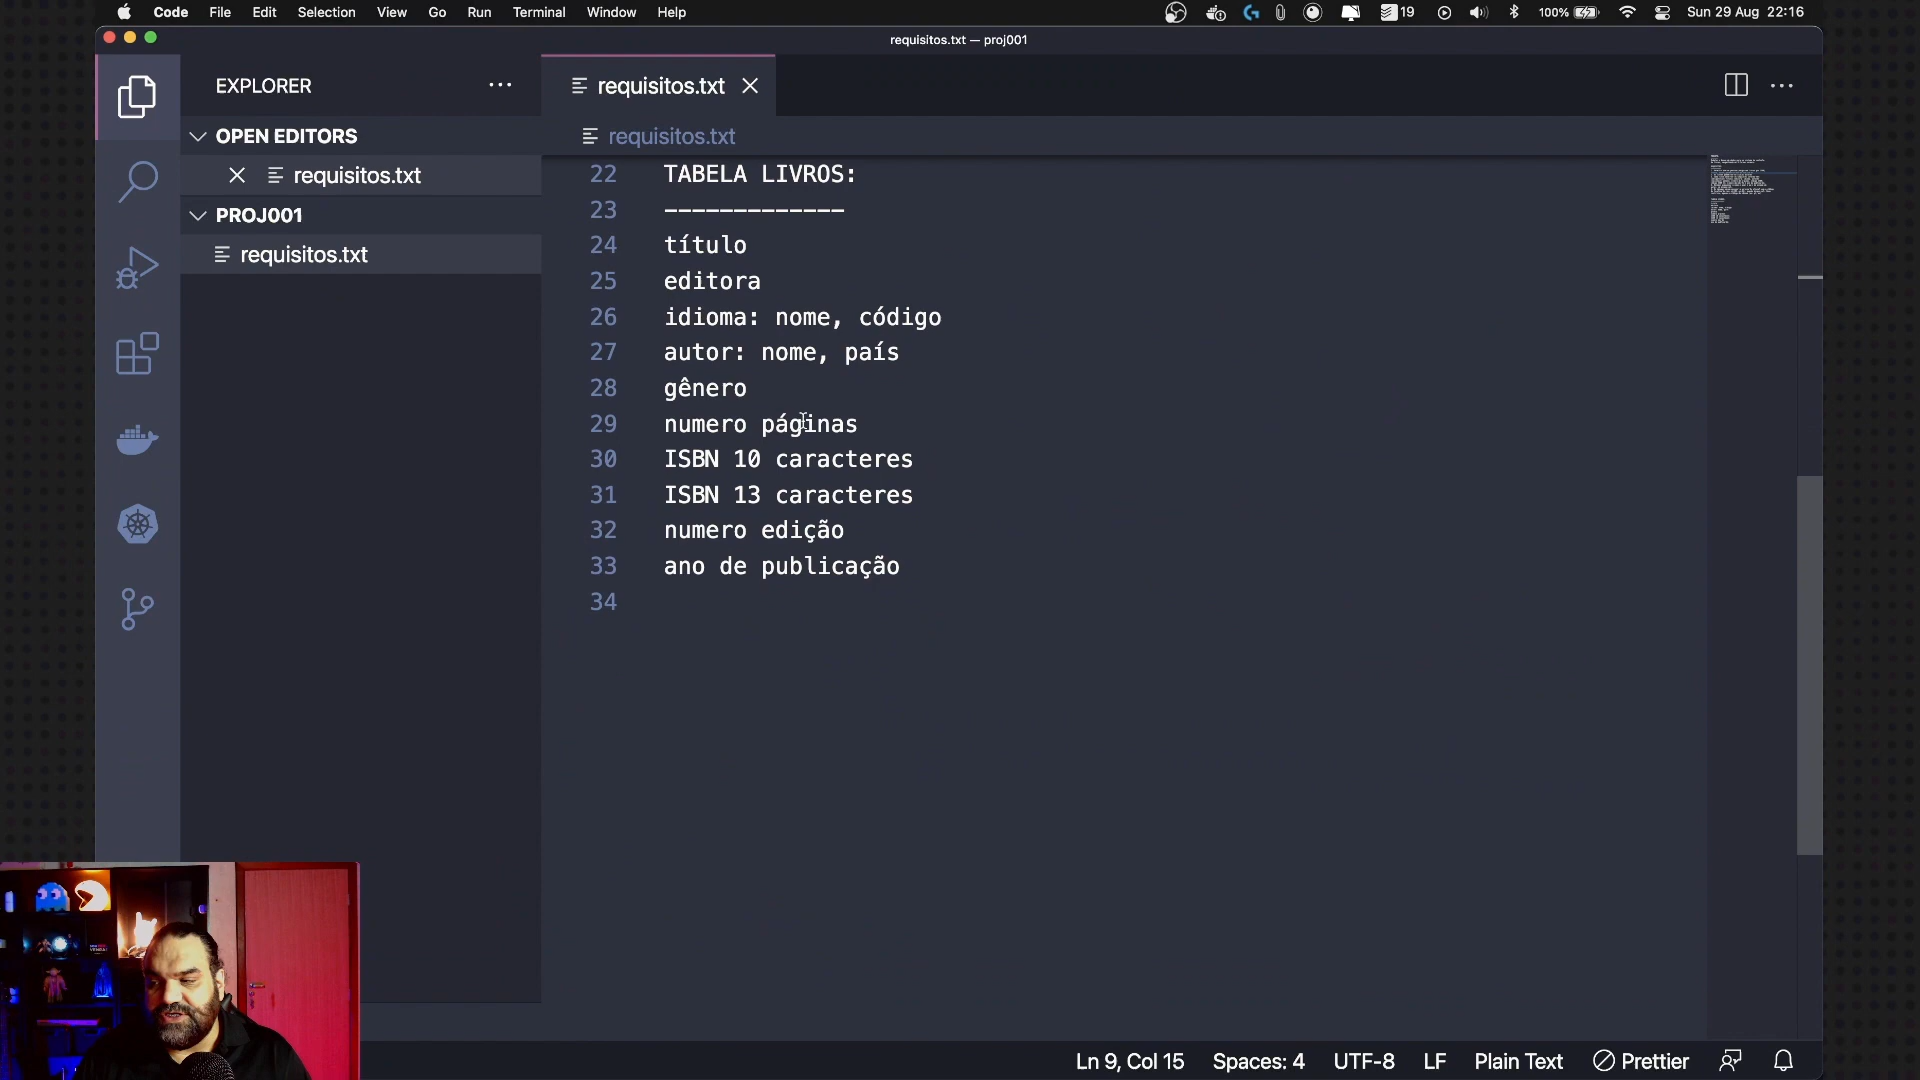 Code File Edit Selection View Go Run Terminal Window Help 19 100% Sun 29 Aug 22:16
requisitos.txt — proj001
EXPLORER
requisitos.txt
OPEN EDITORS
requisitos.txt
requisitos.txt
PROJ001
requisitos.txt
22 TABELA LIVROS:
23 -------------
24 título
25 editora
26 idioma: nome, código
27 autor: nome, país
28 gênero
29 numero páginas
30 ISBN 10 caracteres
31 ISBN 13 caracteres
32 numero edição
33 ano de publicação
34
Ln 9, Col 15 Spaces: 4 UTF-8 LF Plain Text Prettier